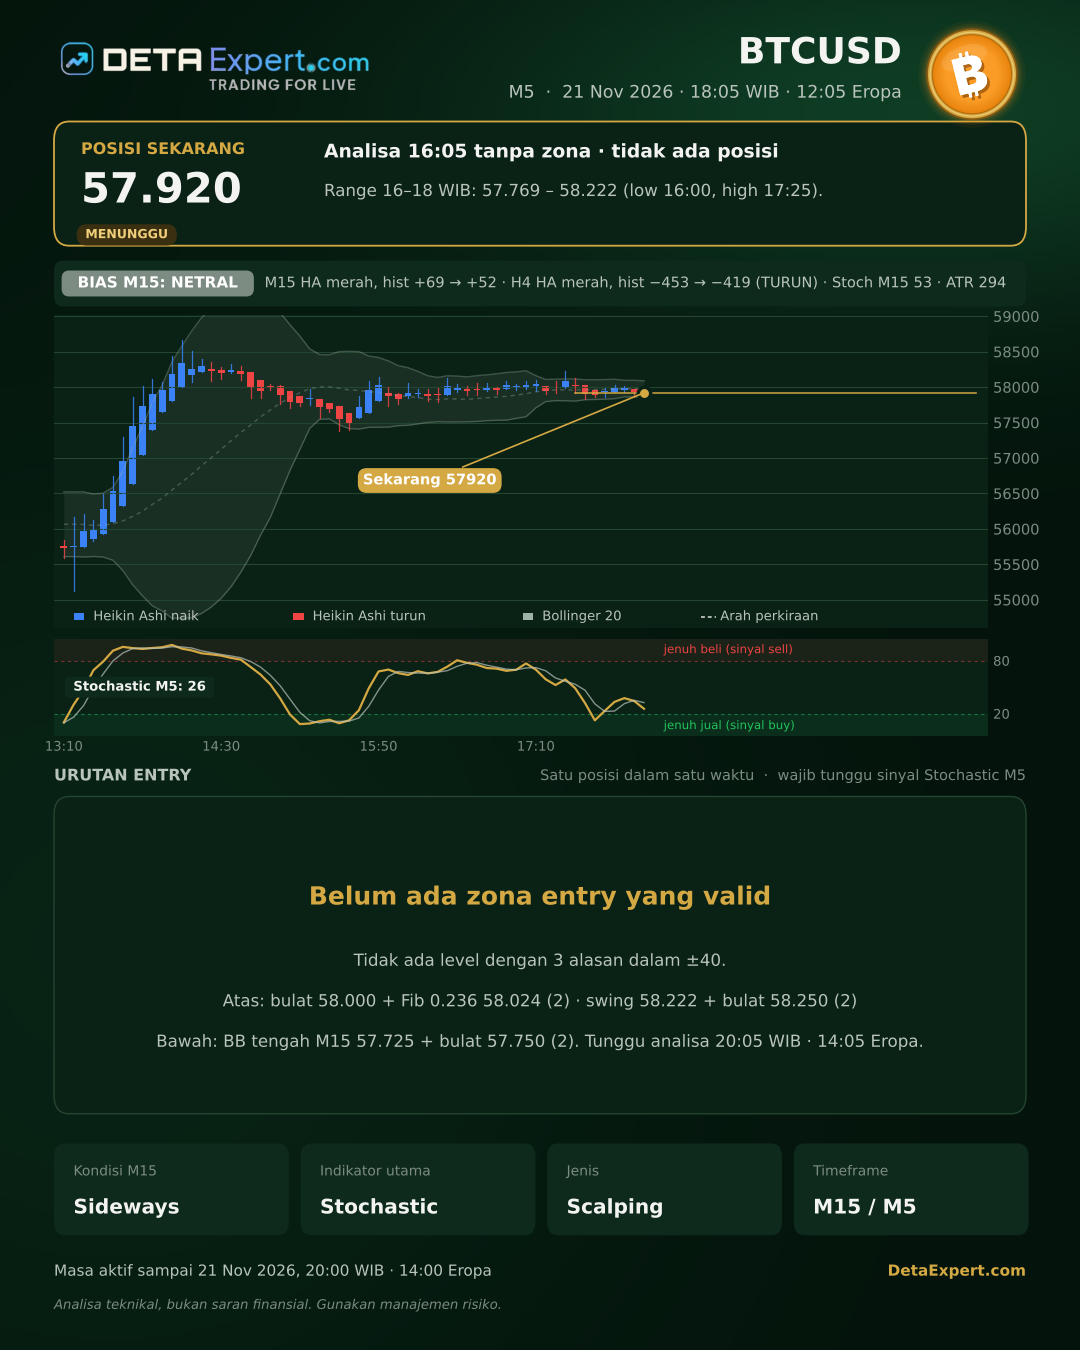 DETA Expert.com
TRADING FOR LIVE
BTCUSD
M5 · 21 Nov 2026 · 18:05 WIB · 12:05 Eropa
POSISI SEKARANG
57.920
MENUNGGU
Analisa 16:05 tanpa zona · tidak ada posisi
Range 16–18 WIB: 57.769 – 58.222 (low 16:00, high 17:25).
BIAS M15: NETRAL
M15 HA merah, hist +69 → +52 · H4 HA merah, hist −453 → −419 (TURUN) · Stoch M15 53 · ATR 294
59000
58500
58000
57500
57000
56500
56000
55500
55000
Sekarang 57920
Heikin Ashi naik
Heikin Ashi turun
Bollinger 20
Arah perkiraan
jenuh beli (sinyal sell)
80
Stochastic M5: 26
20
jenuh jual (sinyal buy)
13:10
14:30
15:50
17:10
URUTAN ENTRY
Satu posisi dalam satu waktu · wajib tunggu sinyal Stochastic M5
Belum ada zona entry yang valid
Tidak ada level dengan 3 alasan dalam ±40.
Atas: bulat 58.000 + Fib 0.236 58.024 (2) · swing 58.222 + bulat 58.250 (2)
Bawah: BB tengah M15 57.725 + bulat 57.750 (2). Tunggu analisa 20:05 WIB · 14:05 Eropa.
Kondisi M15
Sideways
Indikator utama
Stochastic
Jenis
Scalping
Timeframe
M15 / M5
Masa aktif sampai 21 Nov 2026, 20:00 WIB · 14:00 Eropa
DetaExpert.com
Analisa teknikal, bukan saran finansial. Gunakan manajemen risiko.